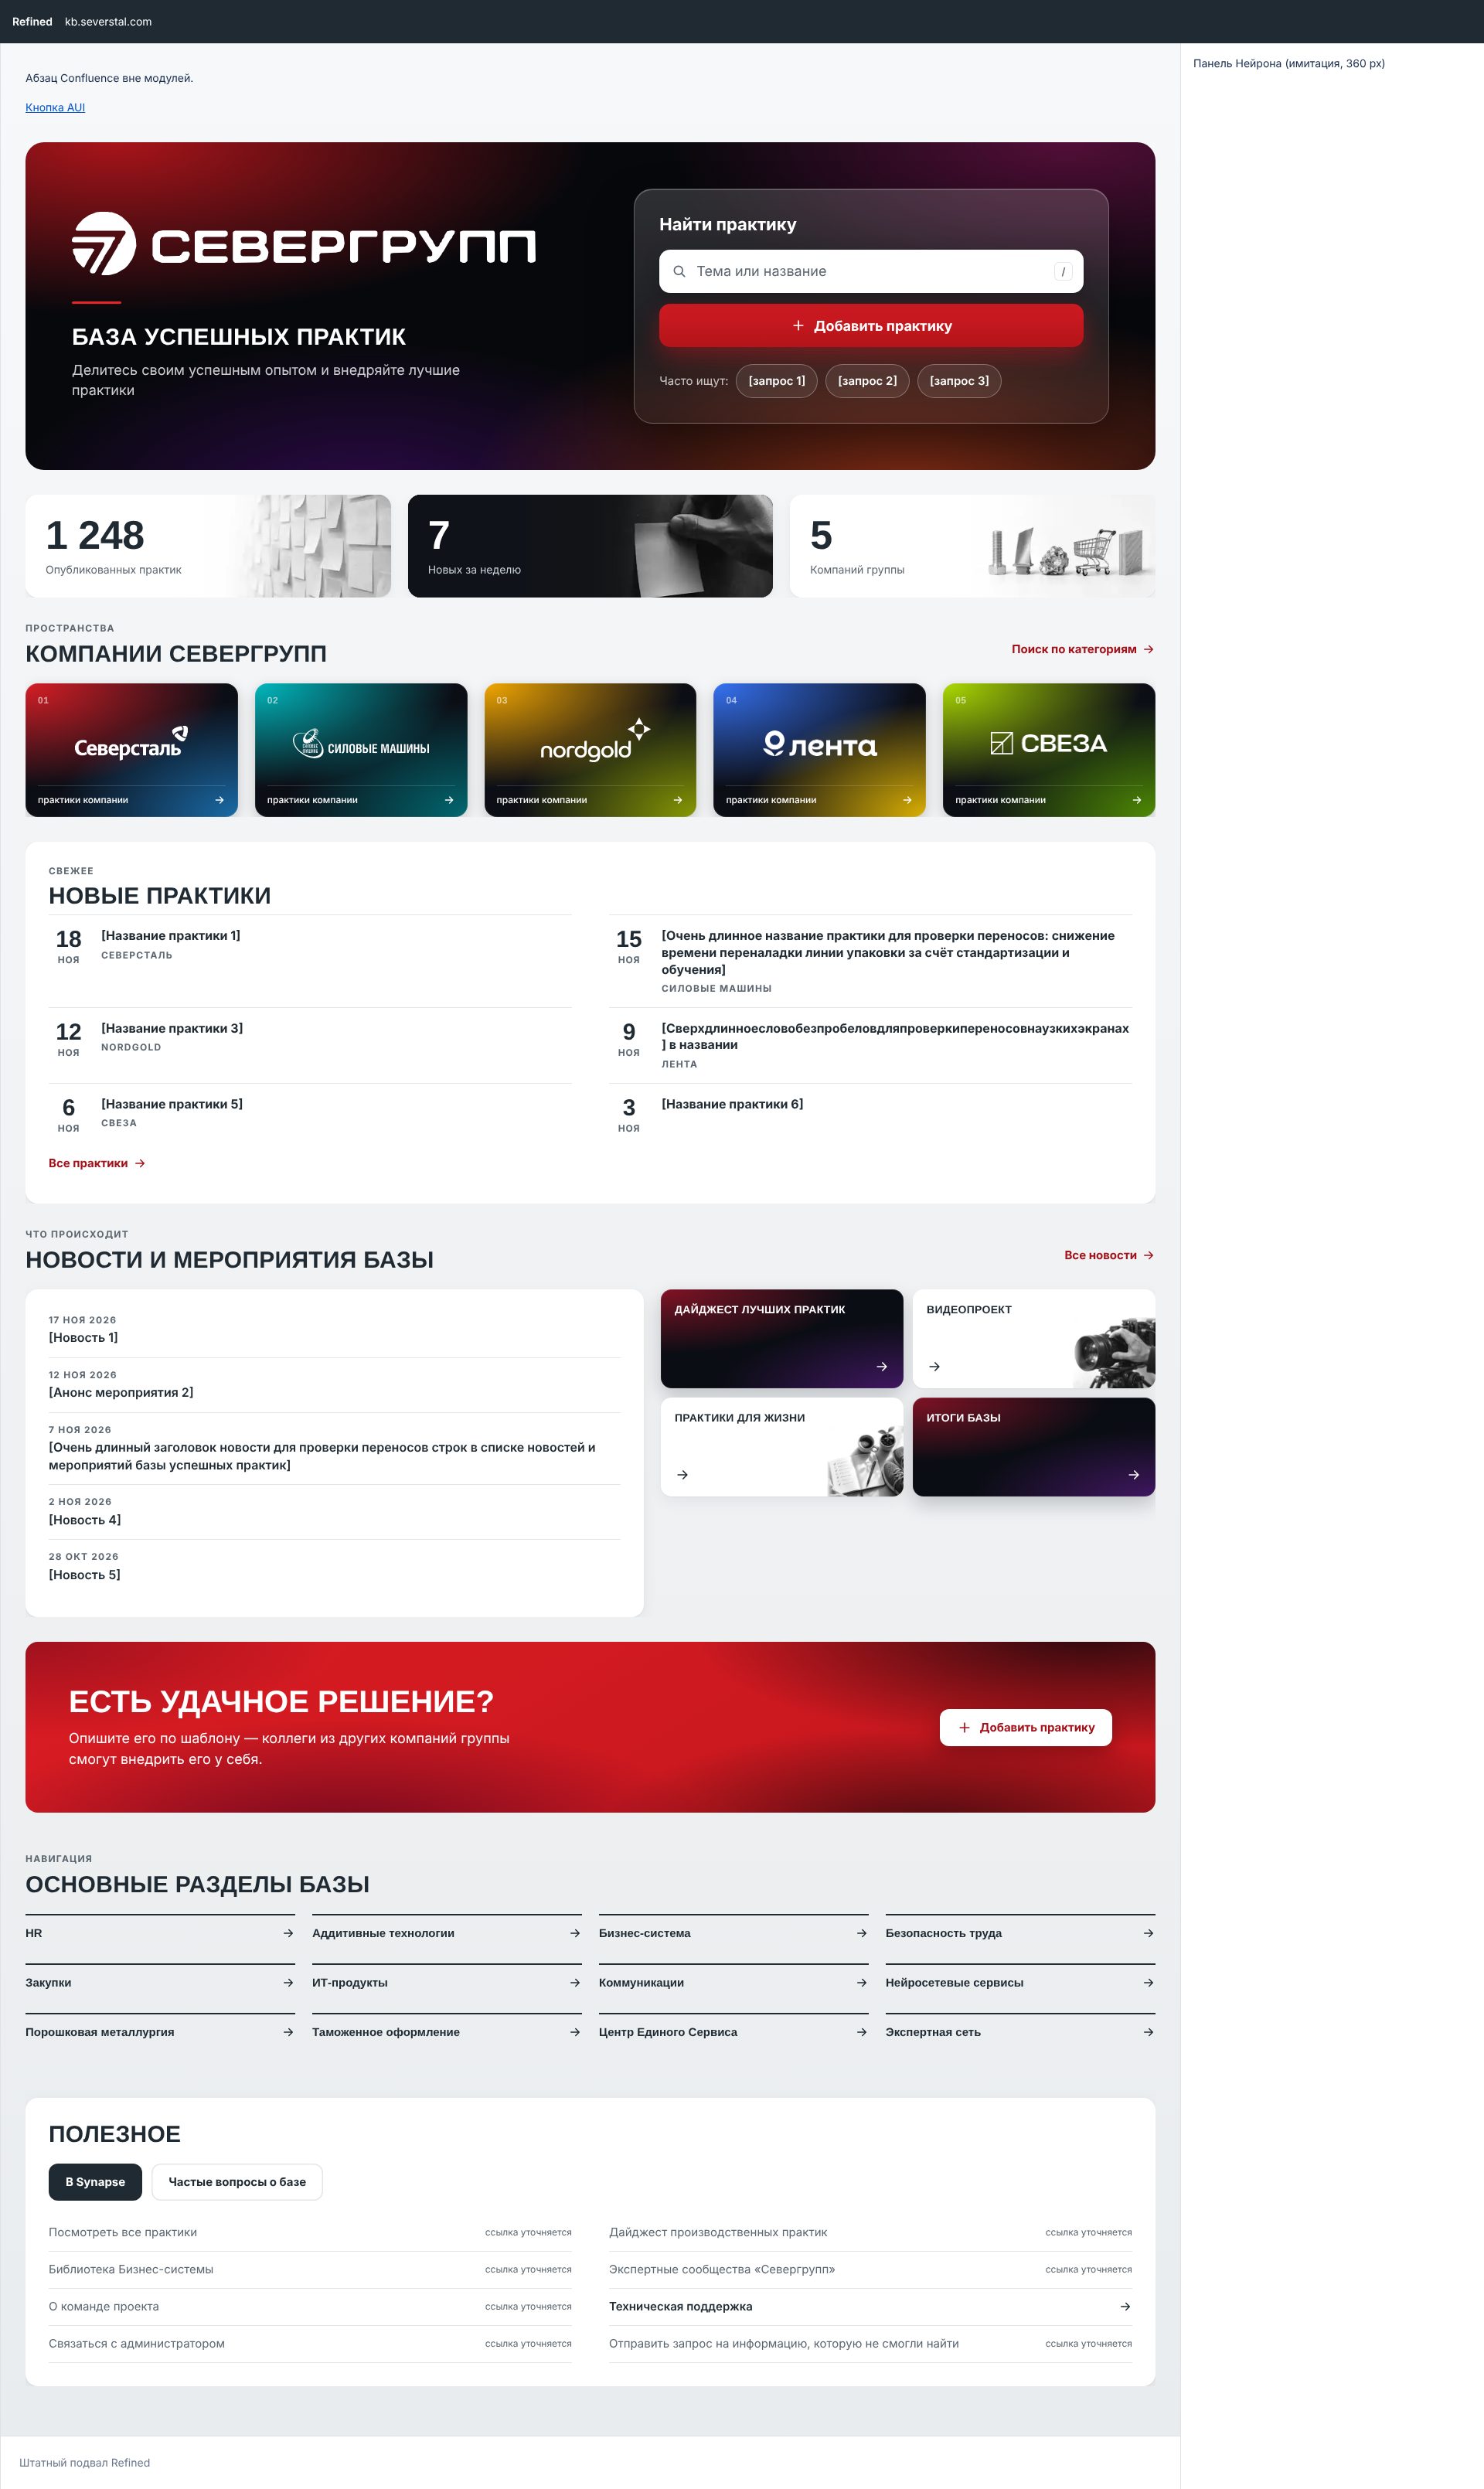 Refined kb.severstal.com
Абзац Confluence вне модулей.
Кнопка AUI
Панель Нейрона (имитация, 360 px)
СЕВЕРГРУПП
БАЗА УСПЕШНЫХ ПРАКТИК
Делитесь своим успешным опытом и внедряйте лучшие
практики
Найти практику
Тема или название /
Добавить практику
Часто ищут: [запрос 1] [запрос 2] [запрос 3]
1 248
Опубликованных практик
7
Новых за неделю
5
Компаний группы
ПРОСТРАНСТВА
КОМПАНИИ СЕВЕРГРУПП
Поиск по категориям →
01
Северсталь
практики компании →
02
СИЛОВЫЕ МАШИНЫ
практики компании →
03
nordgold
практики компании →
04
лента
практики компании →
05
СВЕЗА
практики компании →
СВЕЖЕЕ
НОВЫЕ ПРАКТИКИ
18
НОЯ
[Название практики 1]
СЕВЕРСТАЛЬ
15
НОЯ
[Очень длинное название практики для проверки переносов: снижение
времени переналадки линии упаковки за счёт стандартизации и
обучения]
СИЛОВЫЕ МАШИНЫ
12
НОЯ
[Название практики 3]
NORDGOLD
9
НОЯ
[Сверхдлинноесловобезпробеловдляпроверкипереносовнаузкихэкранах
] в названии
ЛЕНТА
6
НОЯ
[Название практики 5]
СВЕЗА
3
НОЯ
[Название практики 6]
Все практики →
ЧТО ПРОИСХОДИТ
НОВОСТИ И МЕРОПРИЯТИЯ БАЗЫ
Все новости →
17 НОЯ 2026
[Новость 1]
12 НОЯ 2026
[Анонс мероприятия 2]
7 НОЯ 2026
[Очень длинный заголовок новости для проверки переносов строк в списке новостей и
мероприятий базы успешных практик]
2 НОЯ 2026
[Новость 4]
28 ОКТ 2026
[Новость 5]
ДАЙДЖЕСТ ЛУЧШИХ ПРАКТИК
→
ВИДЕОПРОЕКТ
→
ПРАКТИКИ ДЛЯ ЖИЗНИ
→
ИТОГИ БАЗЫ
→
ЕСТЬ УДАЧНОЕ РЕШЕНИЕ?
Опишите его по шаблону — коллеги из других компаний группы
смогут внедрить его у себя.
Добавить практику
НАВИГАЦИЯ
ОСНОВНЫЕ РАЗДЕЛЫ БАЗЫ
HR → Аддитивные технологии → Бизнес-система → Безопасность труда →
Закупки → ИТ-продукты → Коммуникации → Нейросетевые сервисы →
Порошковая металлургия → Таможенное оформление → Центр Единого Сервиса → Экспертная сеть →
ПОЛЕЗНОЕ
В Synapse Частые вопросы о базе
Посмотреть все практики ссылка уточняется Дайджест производственных практик ссылка уточняется
Библиотека Бизнес-системы ссылка уточняется Экспертные сообщества «Севергрупп» ссылка уточняется
О команде проекта ссылка уточняется Техническая поддержка →
Связаться с администратором ссылка уточняется Отправить запрос на информацию, которую не смогли найти ссылка уточняется
Штатный подвал Refined